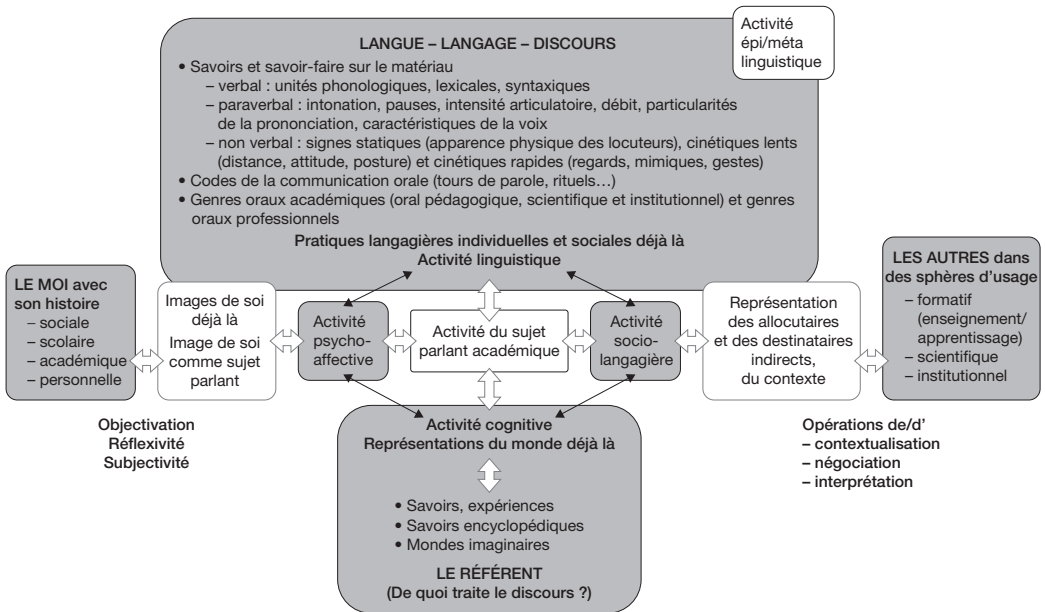 Activité
épi/méta
linguistique
LANGUE – LANGAGE – DISCOURS
• Savoirs et savoir-faire sur le matériau
– verbal : unités phonologiques, lexicales, syntaxiques
– paraverbal : intonation, pauses, intensité articulatoire, débit, particularités
de la prononciation, caractéristiques de la voix
– non verbal : signes statiques (apparence physique des locuteurs), cinétiques lents
(distance, attitude, posture) et cinétiques rapides (regards, mimiques, gestes)
• Codes de la communication orale (tours de parole, rituels…)
• Genres oraux académiques (oral pédagogique, scientifique et institutionnel) et genres
oraux professionnels
Pratiques langagières individuelles et sociales déjà là
Activité linguistique
LE MOI avec
son histoire
– sociale
– scolaire
– académique
– personnelle
Images de soi
déjà là
Image de soi
comme sujet
parlant
Activité
psycho-
affective
Activité du sujet
parlant académique
Activité
socio-
langagière
Représentation
des allocutaires
et des destinataires
indirects,
du contexte
LES AUTRES dans
des sphères d'usage
– formatif
(enseignement/
apprentissage)
– scientifique
– institutionnel
Objectivation
Réflexivité
Subjectivité
Activité cognitive
Représentations du monde déjà là
• Savoirs, expériences
• Savoirs encyclopédiques
• Mondes imaginaires
LE RÉFÉRENT
(De quoi traite le discours ?)
Opérations de/d'
– contextualisation
– négociation
– interprétation